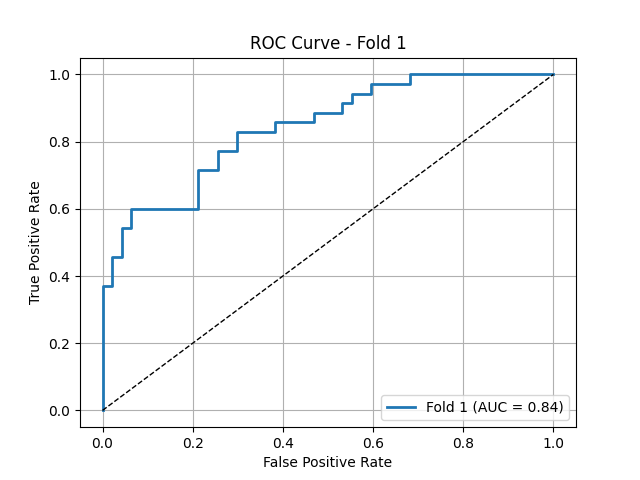 ROC Curve - Fold 1
True Positive Rate
1.0
0.8
0.6
0.4
0.2
0.0
Fold 1 (AUC = 0.84)
0.0 0.2 0.4 0.6 0.8 1.0
False Positive Rate